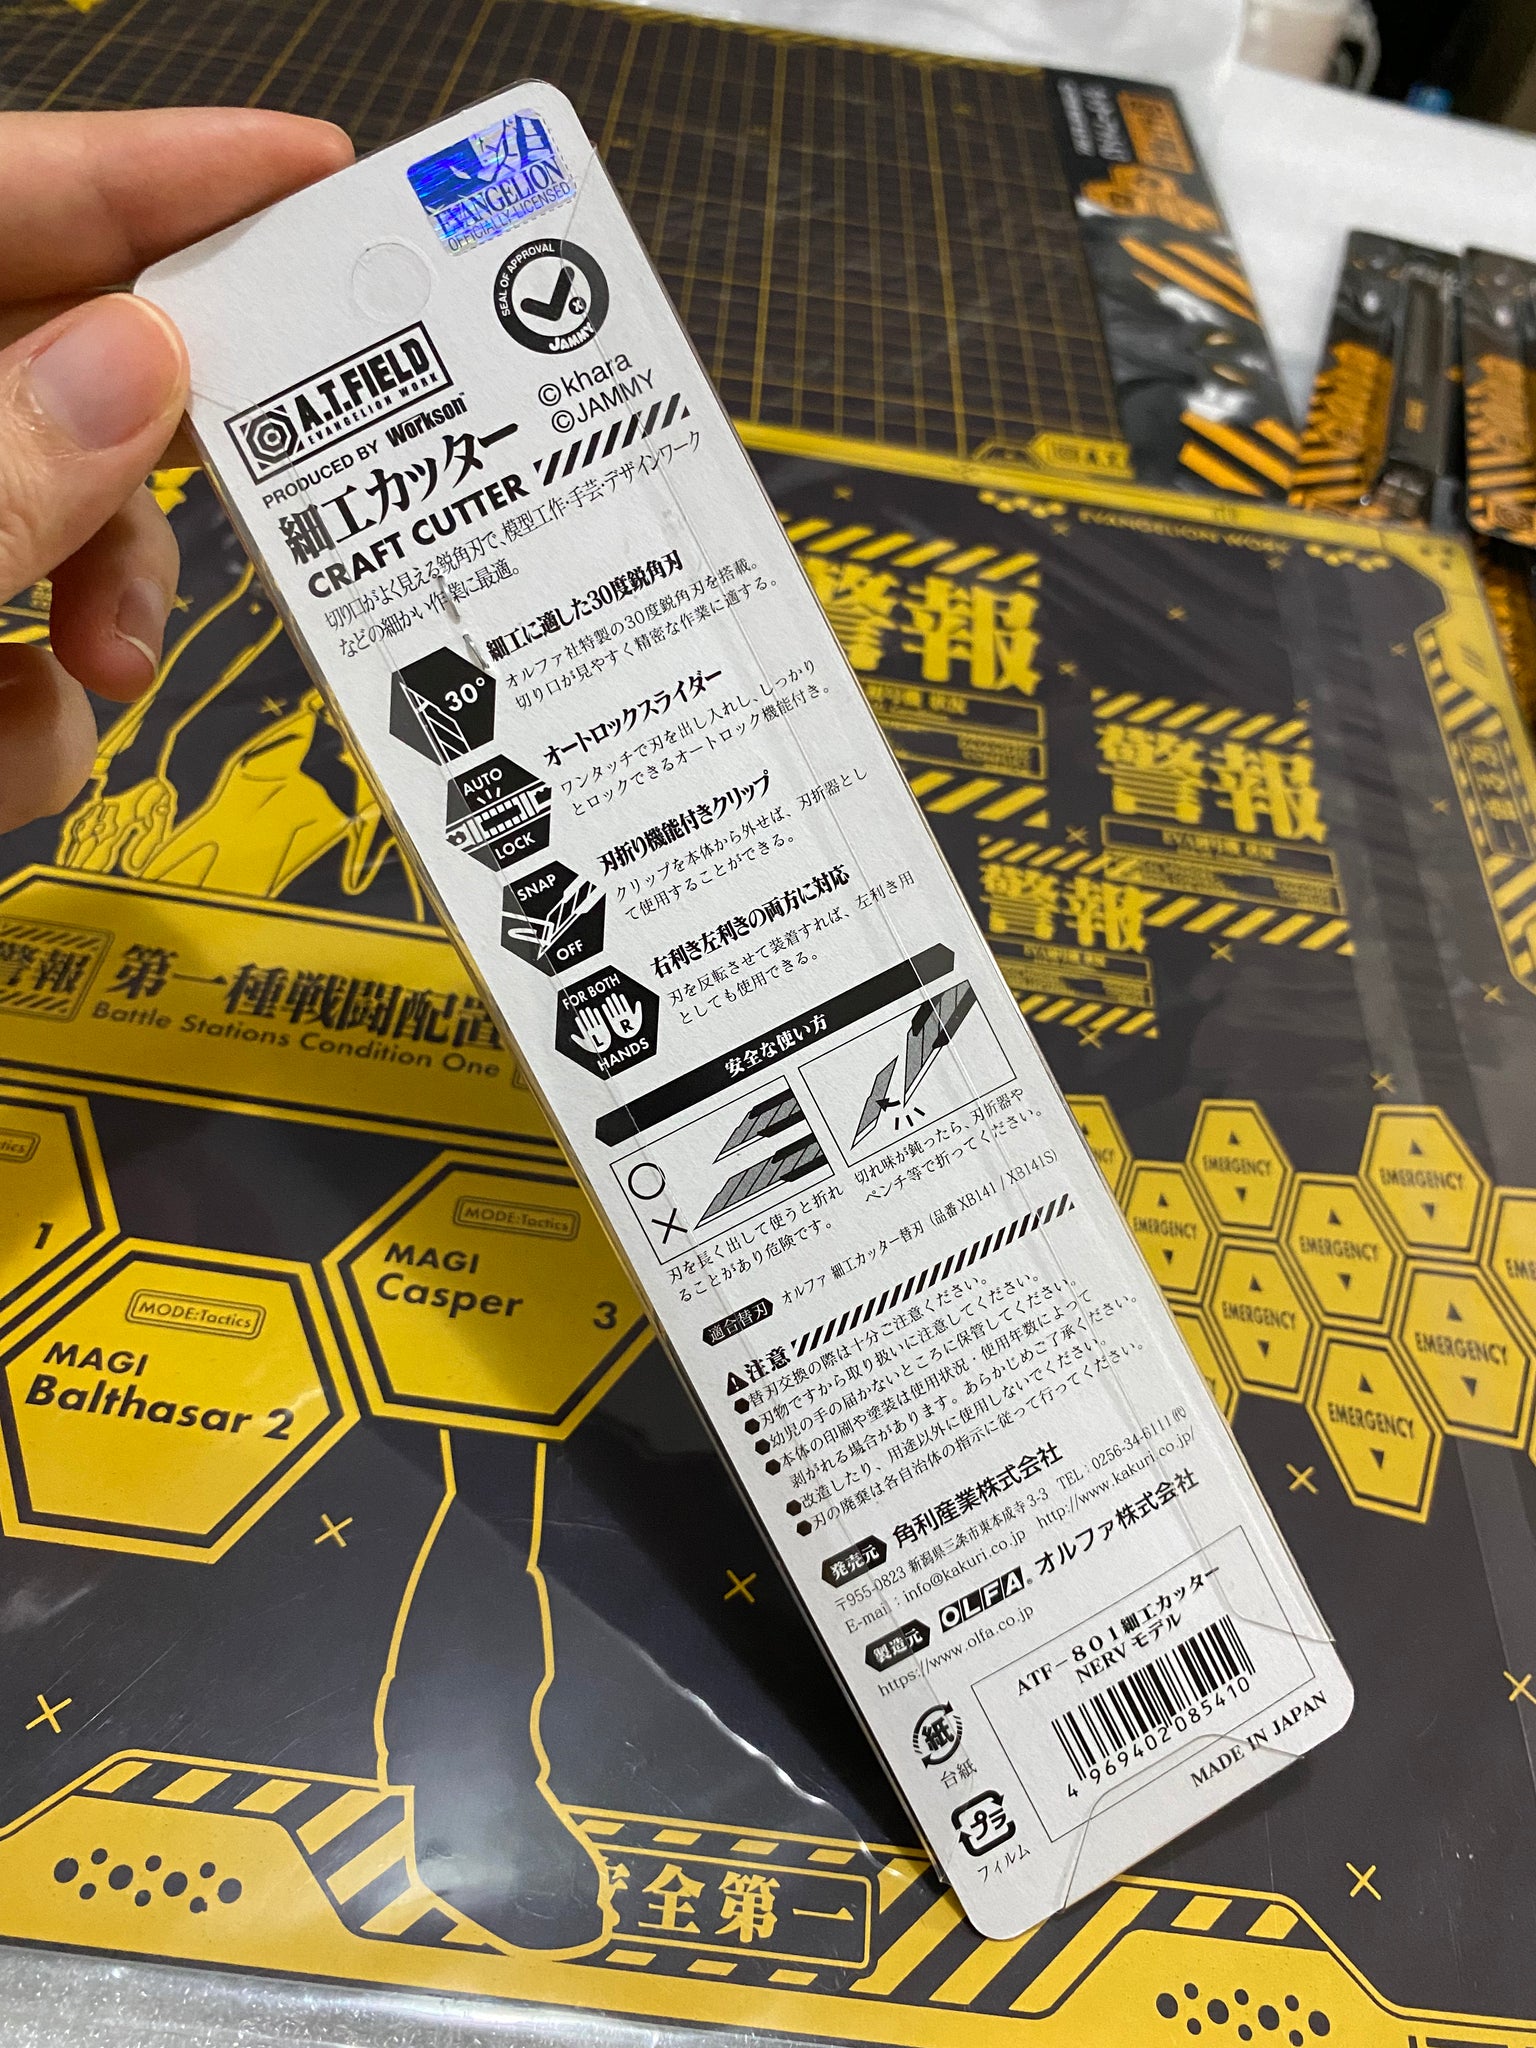 EVANGELION
OFFICIALLY LICENSED
SEAL OF APPROVAL
JAMMY
A.T.FIELD
EVANGELION WORK
PRODUCED BY Workson
©khara
©JAMMY
細工カッター
CRAFT CUTTER
切り口がよく見える鋭角刃で、模型工作・手芸・デザインワーク
などの細かい作業に最適。
30°
細工に適した30度鋭角刃
オルファ社特製の30度鋭角刃を搭載。
切り口が見やすく精密な作業に適する。
AUTO
LOCK
オートロックスライダー
ワンタッチで刃を出し入れし、しっかり
とロックできるオートロック機能付き。
SNAP
OFF
刃折り機能付きクリップ
クリップを本体から外せば、刃折器とし
て使用することができる。
FOR BOTH
L R
HANDS
右利き左利きの両方に対応
刃を反転させて装着すれば、左利き用
としても使用できる。
安全な使い方
刃を長く出して使うと折れ
ることがあり危険です。
切れ味が鈍ったら、刃折器や
ペンチ等で折ってください。
適合替刃 オルファ 細工カッター替刃（品番XB141 / XB141S）
注意
●替刃交換の際は十分ご注意ください。
●刃物ですから取り扱いに注意してください。
●幼児の手の届かないところに保管してください。
●本体の印刷や塗装は使用状況・使用年数によって
剥がれる場合があります。あらかじめご了承ください。
●改造したり、用途以外に使用しないでください。
●刃の廃棄は各自治体の指示に従って行ってください。
発売元 角利産業株式会社
〒955-0823 新潟県三条市東本成寺3-3 TEL：0256-34-6111㈹
E-mail：info@kakuri.co.jp http://www.kakuri.co.jp/
製造元 OLFA® オルファ株式会社
https://www.olfa.co.jp
ATF－801細工カッター
NERVモデル
4 969402 085410
MADE IN JAPAN
紙
台紙
プラ
フィルム
EVANGELION WORK
警報
警報
警報
警報
第一種戦闘配置
Battle Stations Condition One
1
MODE:Tactics
MAGI
Casper 3
MODE:Tactics
MAGI
Balthasar 2
EMERGENCY
EMERGENCY
EMERGENCY
EMERGENCY
EMERGENCY
EMERGENCY
EMERGENCY
EMERGENCY
安全第一